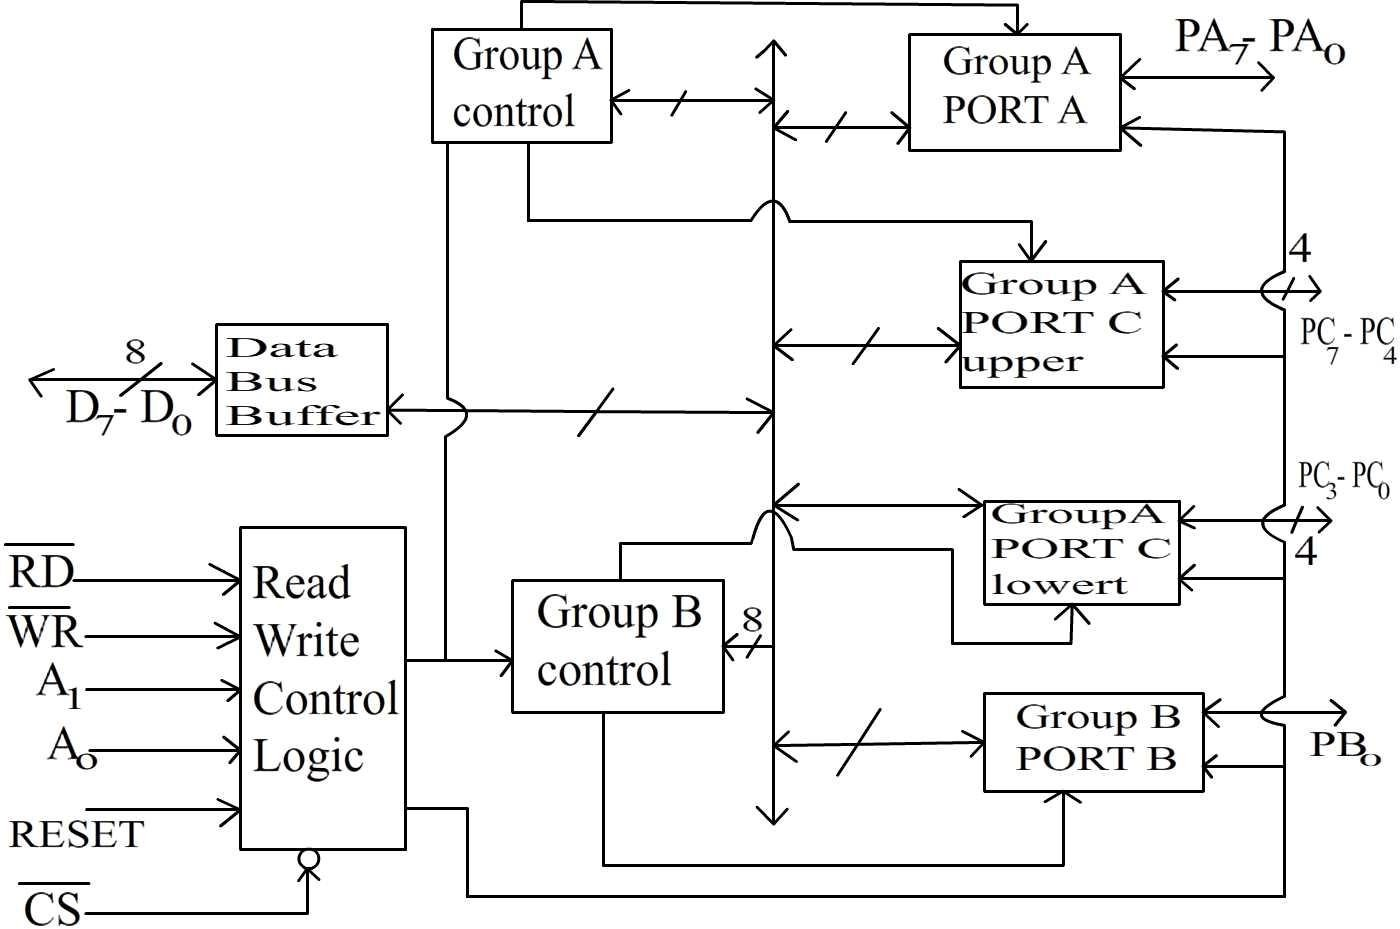 Group A
control
Group A
PORT A
PA7- PA0
4
Group A
PORT C
upper
PC7 - PC4
8
D7- D0
Data
Bus
Buffer
PC3- PC0
4
GroupA
PORT C
lowert
RD
WR
A1
A0
RESET
CS
Read
Write
Control
Logic
Group B
control
8
Group B
PORT B
PB0